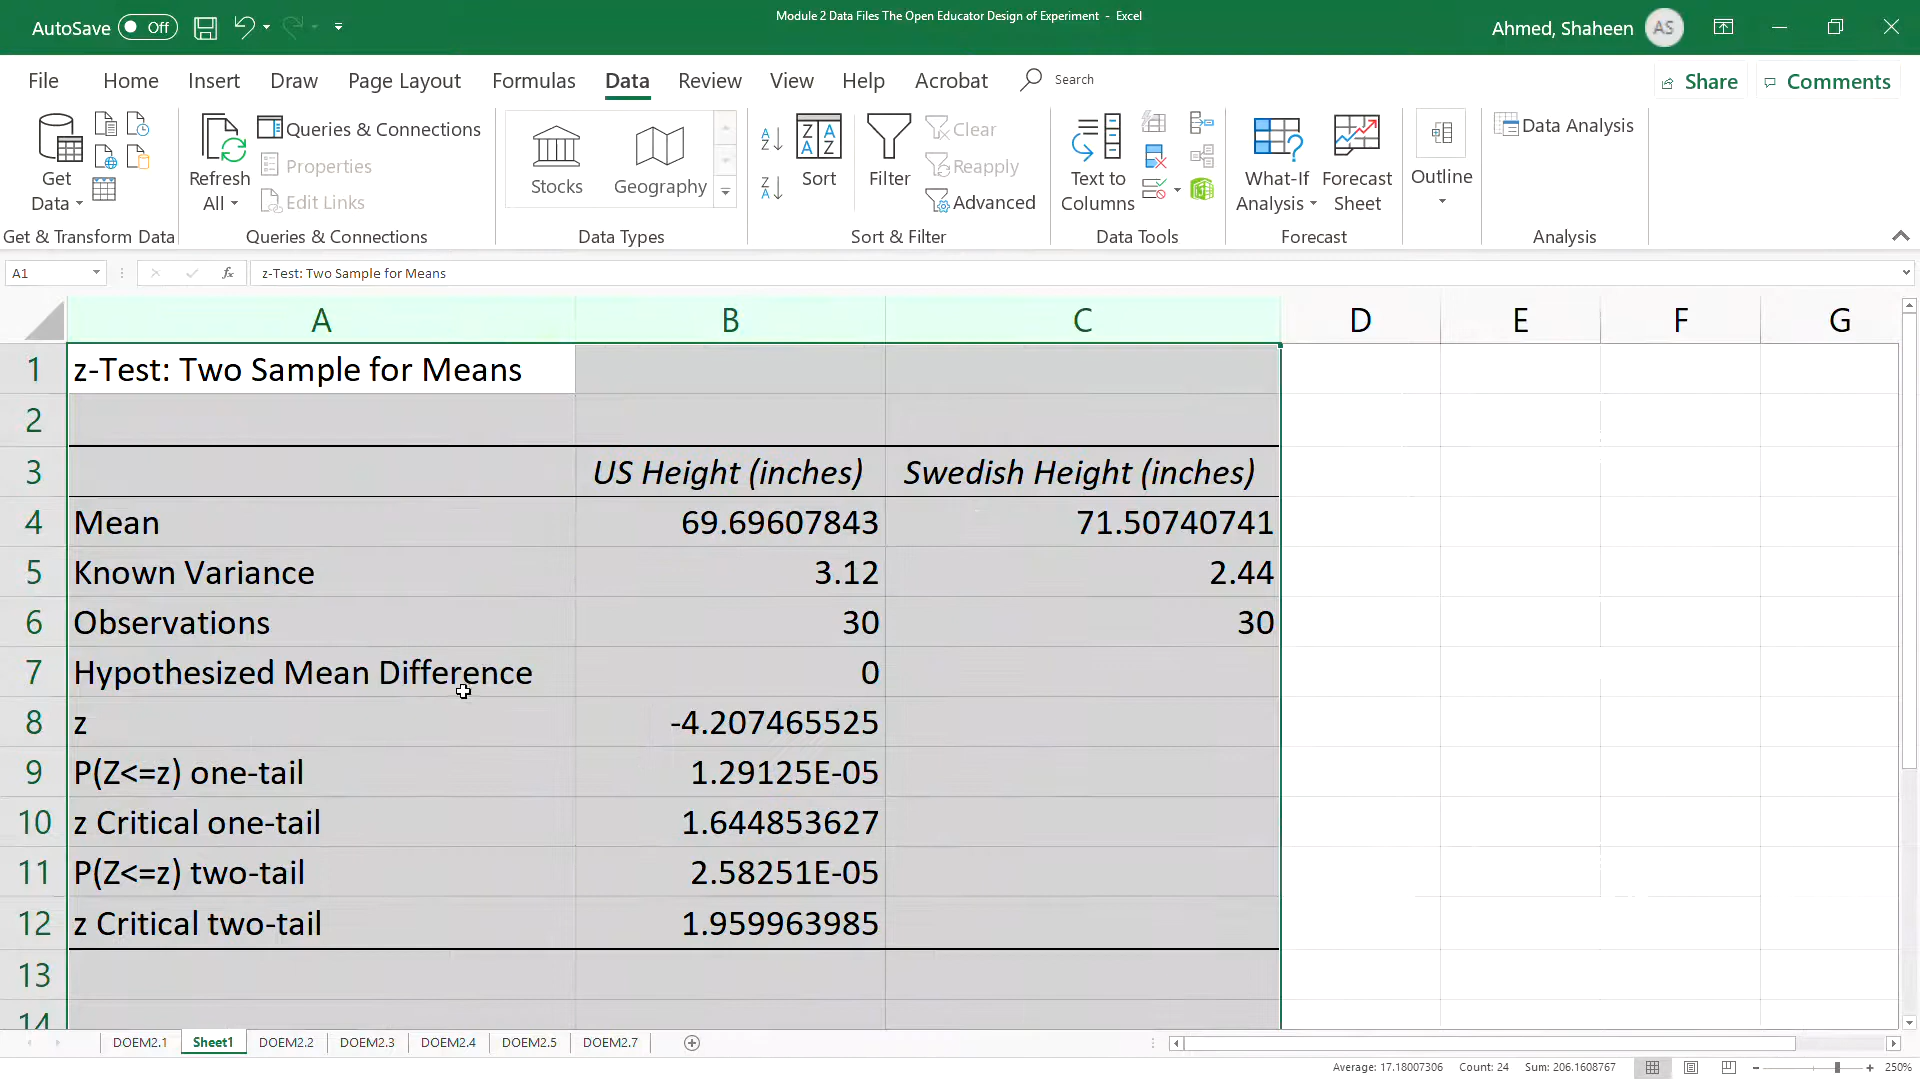 AutoSave Off
Module 2 Data Files The Open Educator Design of Experiment - Excel
Ahmed, Shaheen AS
File Home Insert Draw Page Layout Formulas Data Review View Help Acrobat Search Share Comments
Get Data
Refresh All
Queries & Connections
Properties
Edit Links
Stocks
Geography
Sort
Filter
Clear
Reapply
Advanced
Text to Columns
What-If Analysis
Forecast Sheet
Outline
Data Analysis
Get & Transform Data Queries & Connections Data Types Sort & Filter Data Tools Forecast Analysis
A1 fx z-Test: Two Sample for Means
A B C D E F G
1 z-Test: Two Sample for Means
2
3 US Height (inches) Swedish Height (inches)
4 Mean 69.69607843 71.50740741
5 Known Variance 3.12 2.44
6 Observations 30 30
7 Hypothesized Mean Difference 0
8 z -4.207465525
9 P(Z<=z) one-tail 1.29125E-05
10 z Critical one-tail 1.644853627
11 P(Z<=z) two-tail 2.58251E-05
12 z Critical two-tail 1.959963985
13
14
DOEM2.1 Sheet1 DOEM2.2 DOEM2.3 DOEM2.4 DOEM2.5 DOEM2.7
Average: 17.18007306 Count: 24 Sum: 206.1608767 250%